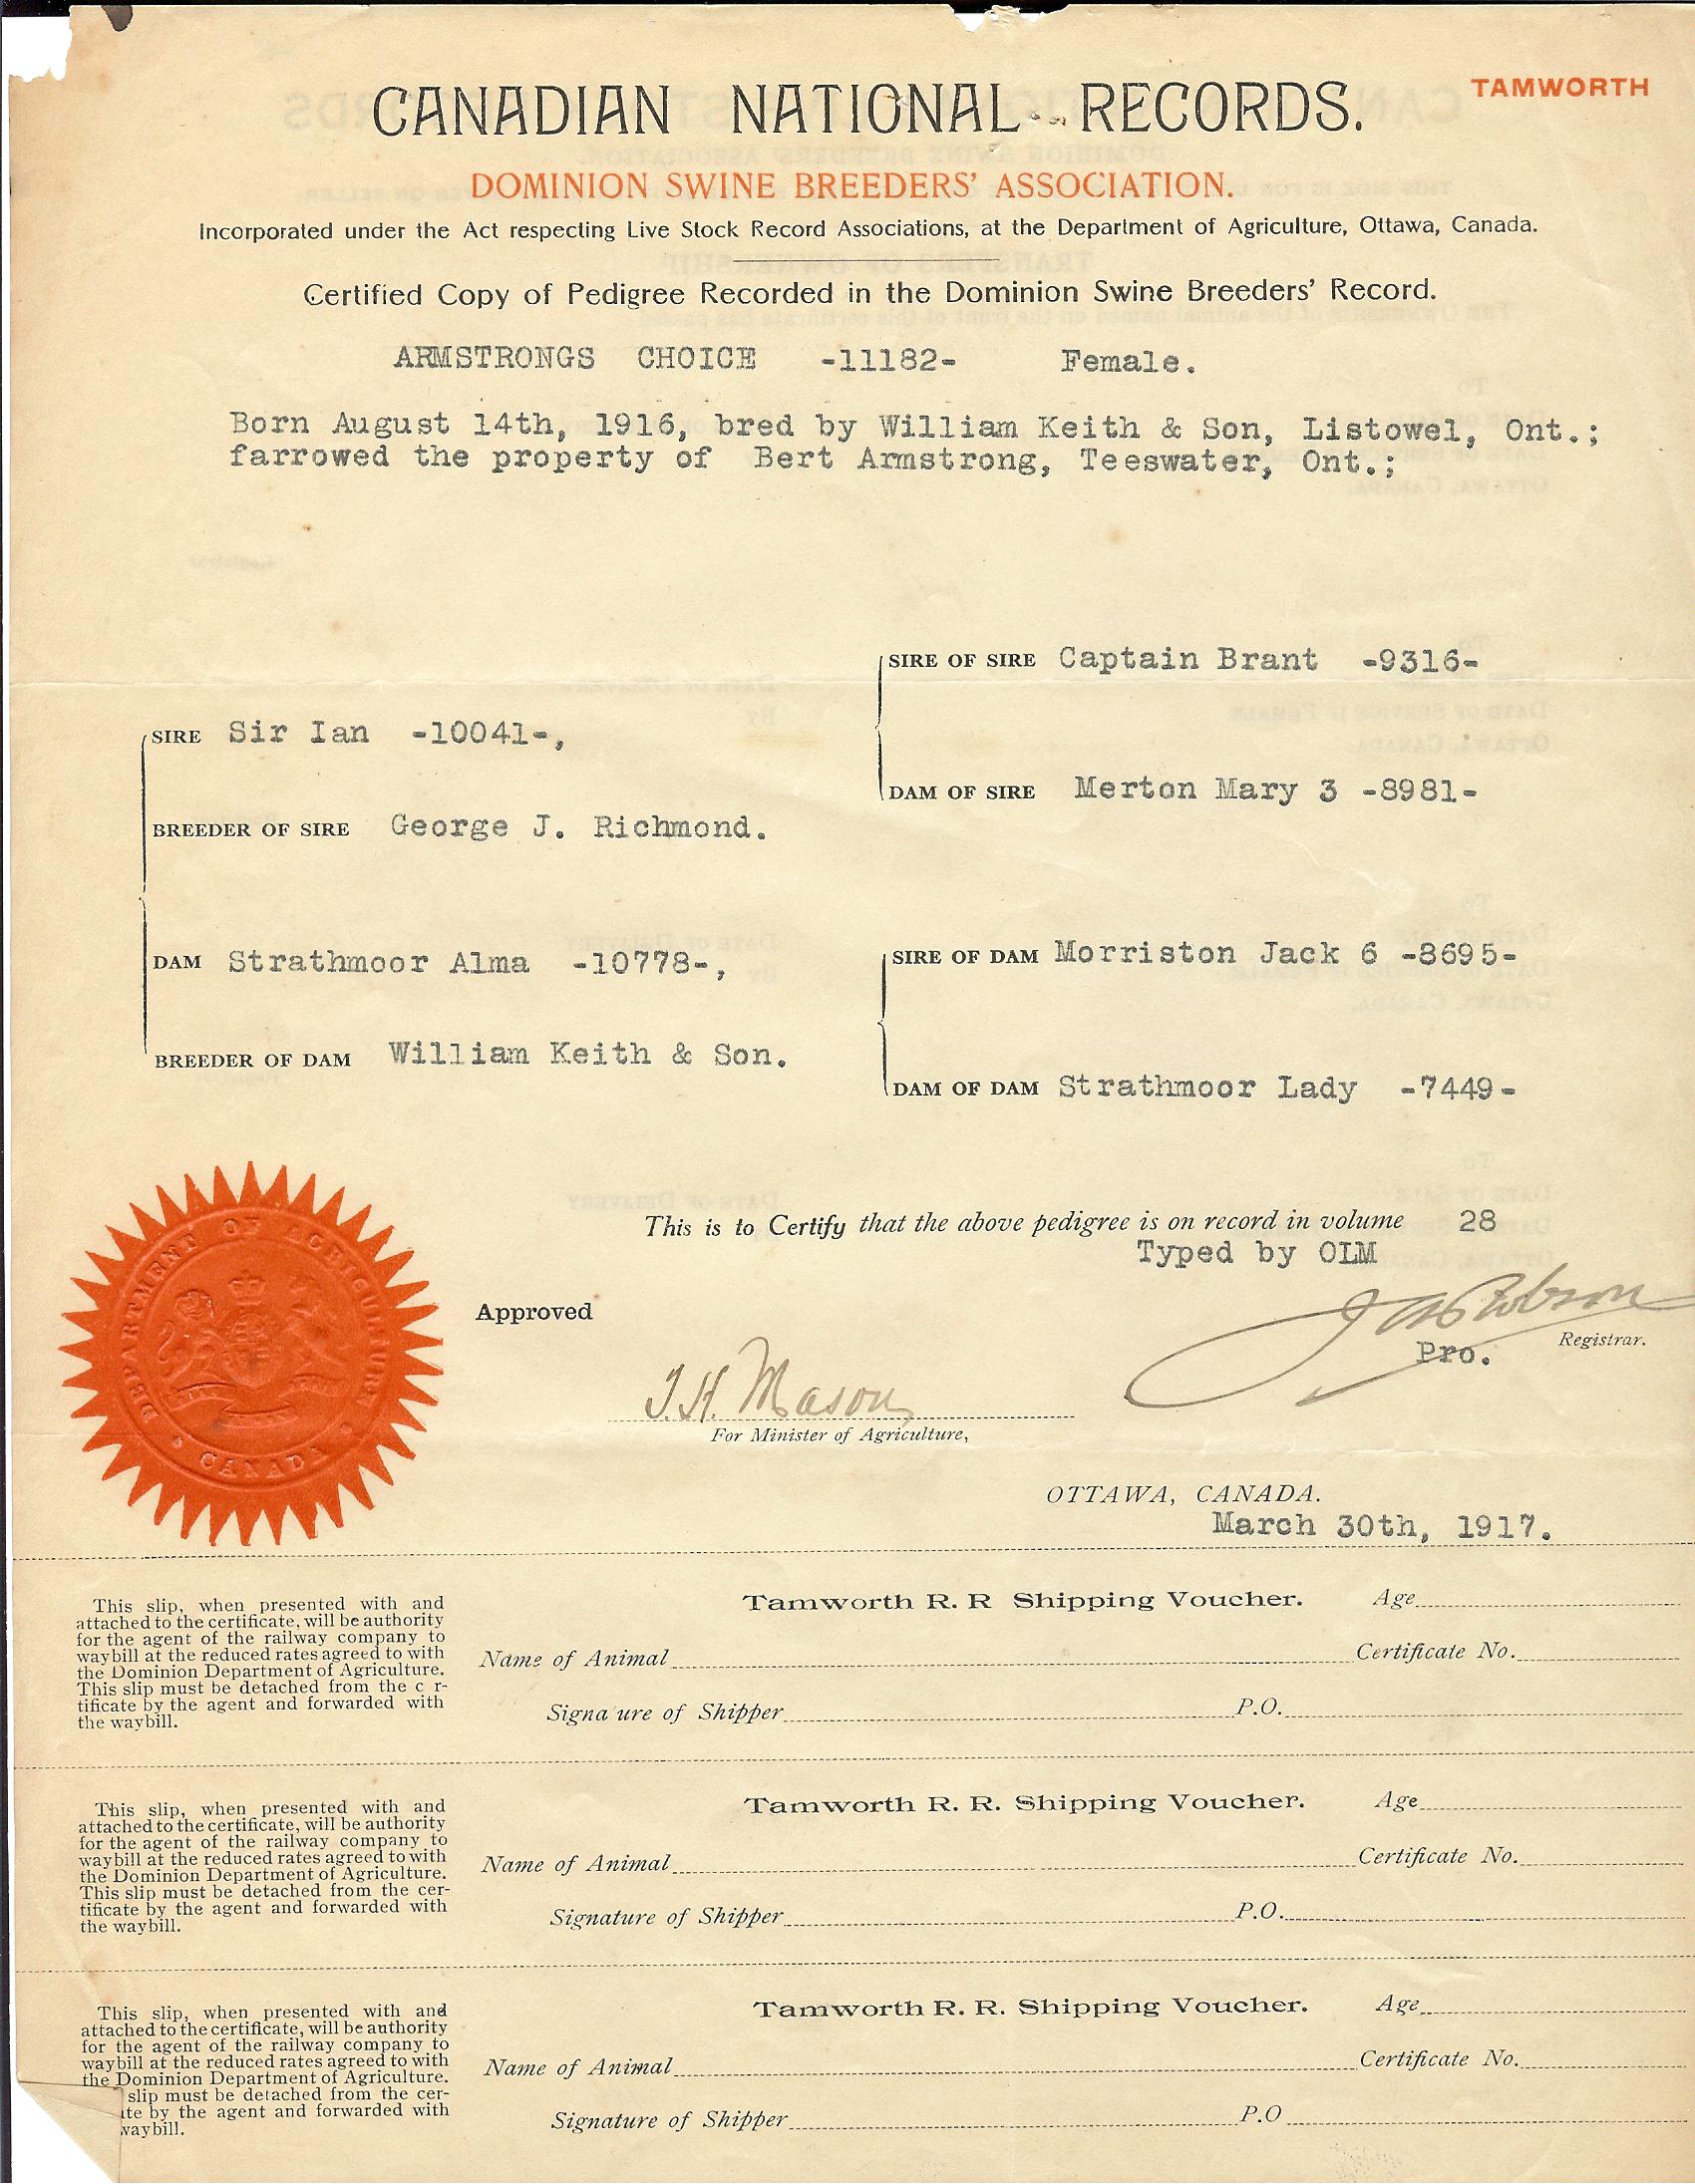 TAMWORTH
CANADIAN NATIONAL RECORDS.
DOMINION SWINE BREEDERS' ASSOCIATION.
Incorporated under the Act respecting Live Stock Record Associations, at the Department of Agriculture, Ottawa, Canada.
Certified Copy of Pedigree Recorded in the Dominion Swine Breeders' Record.
ARMSTRONGS CHOICE -11182- Female.
Born August 14th, 1916, bred by William Keith & Son, Listowel, Ont.;
farrowed the property of Bert Armstrong, Teeswater, Ont.;
SIRE OF SIRE Captain Brant -9316-
SIRE Sir Ian -10041-,
DAM OF SIRE Merton Mary 3 -8981-
BREEDER OF SIRE George J. Richmond.
SIRE OF DAM Morriston Jack 6 -8695-
DAM Strathmoor Alma -10778-,
BREEDER OF DAM William Keith & Son.
DAM OF DAM Strathmoor Lady -7449-
This is to Certify that the above pedigree is on record in volume 28
Typed by OLM
DEPARTMENT OF AGRICULTURE
CANADA
Approved
Pro. Registrar.
J.H. Mason
For Minister of Agriculture,
OTTAWA, CANADA.
March 30th, 1917.
This slip, when presented with and
attached to the certificate, will be authority
for the agent of the railway company to
waybill at the reduced rates agreed to with
the Dominion Department of Agriculture.
This slip must be detached from the c r-
tificate by the agent and forwarded with
the waybill.
Tamworth R. R Shipping Voucher. Age
Name of Animal Certificate No.
Signa ure of Shipper P.O.
This slip, when presented with and
attached to the certificate, will be authority
for the agent of the railway company to
waybill at the reduced rates agreed to with
the Dominion Department of Agriculture.
This slip must be detached from the cer-
tificate by the agent and forwarded with
the waybill.
Tamworth R. R. Shipping Voucher. Age
Name of Animal Certificate No.
Signature of Shipper P.O.
This slip, when presented with and
attached to the certificate, will be authority
for the agent of the railway company to
waybill at the reduced rates agreed to with
the Dominion Department of Agriculture.
slip must be detached from the cer-
te by the agent and forwarded with
waybill.
Tamworth R. R. Shipping Voucher. Age
Name of Animal Certificate No.
Signature of Shipper P.O